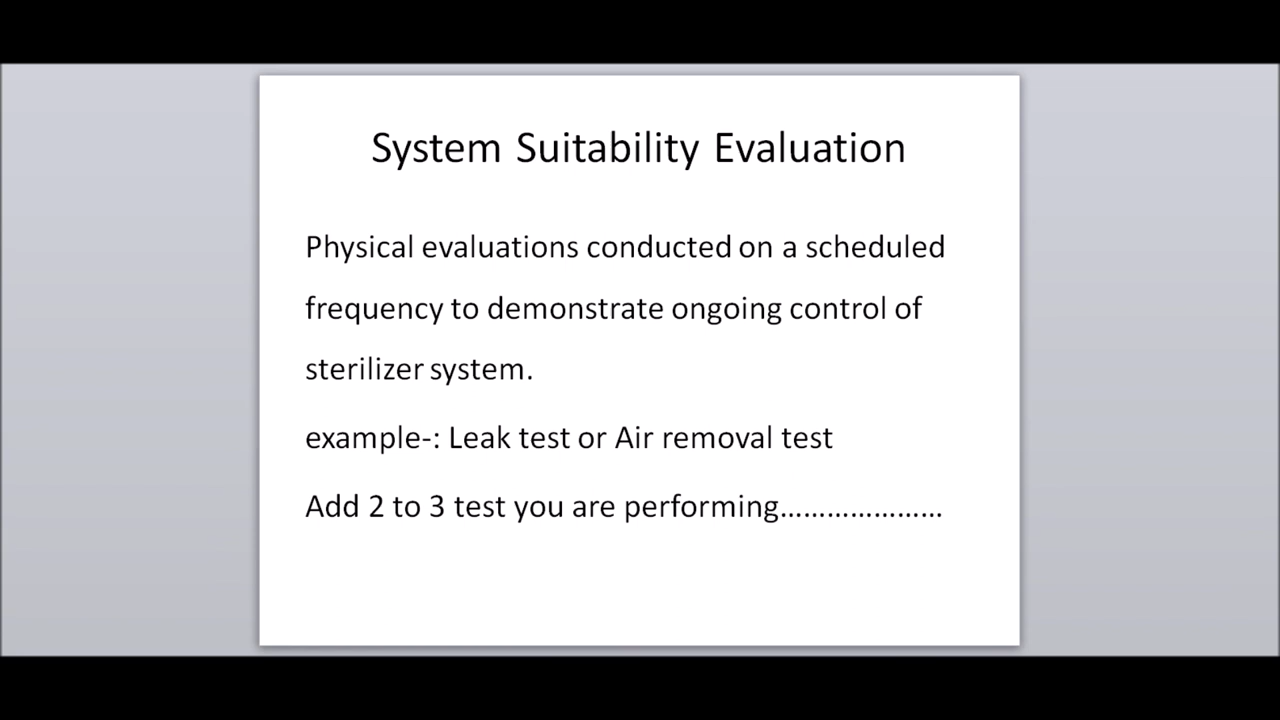 System Suitability Evaluation
Physical evaluations conducted on a scheduled
frequency to demonstrate ongoing control of
sterilizer system.
example-: Leak test or Air removal test
Add 2 to 3 test you are performing…………………